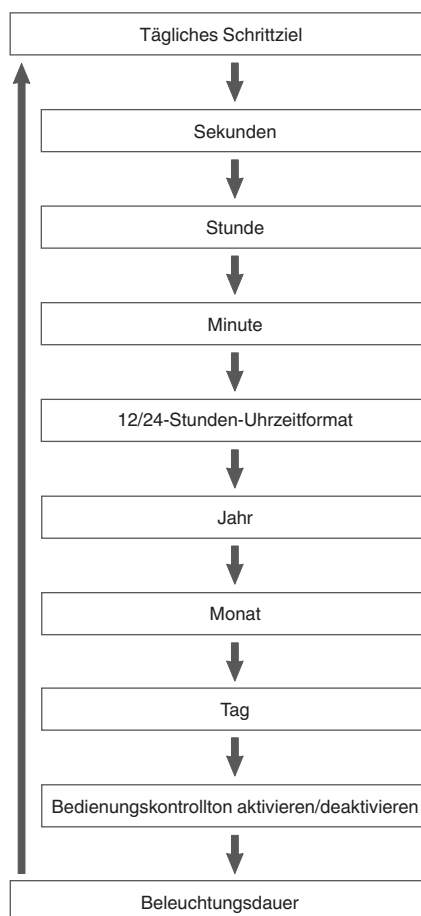 Tägliches Schrittziel
Sekunden
Stunde
Minute
12/24-Stunden-Uhrzeitformat
Jahr
Monat
Tag
Bedienungskontrollton aktivieren/deaktivieren
Beleuchtungsdauer